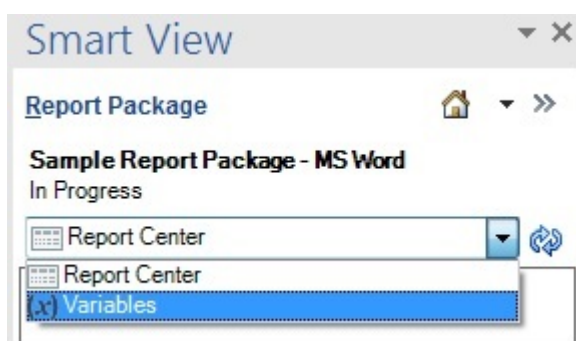 Smart View
Report Package
Sample Report Package - MS Word
In Progress
Report Center
Report Center
(x) Variables